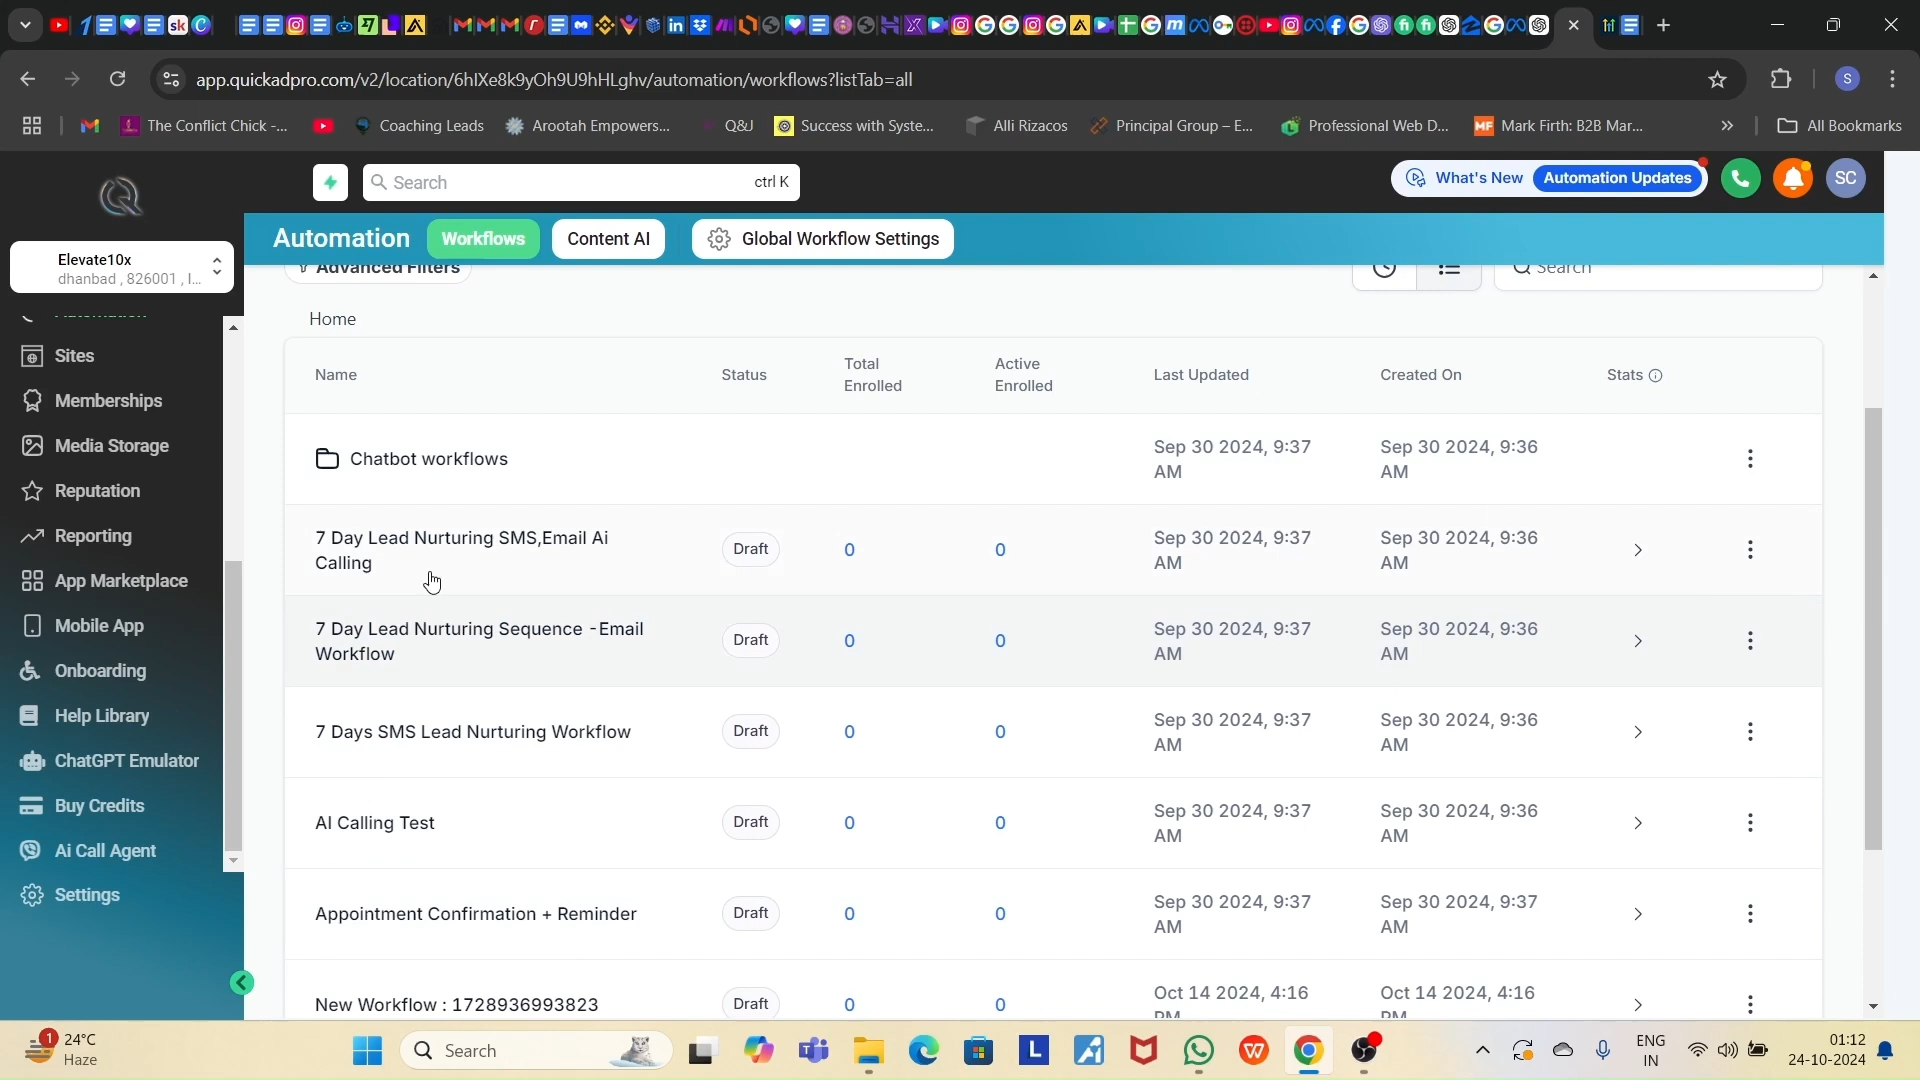 app.quickadpro.com/v2/location/6hlXe8k9yOh9U9hHLghv/automation/workflows?listTab=all
S
The Conflict Chick -...
Coaching Leads
Arootah Empowers...
Q&J
Success with Syste...
Alli Rizacos
Principal Group – E...
Professional Web D...
MF Mark Firth: B2B Mar...
All Bookmarks
Search
ctrl K
What's New
Automation Updates
SC
Elevate10x
dhanbad , 826001 , I...
Automation
Workflows
Content AI
Global Workflow Settings
Advanced Filters
Search
Automation
Sites
Memberships
Media Storage
Reputation
Reporting
App Marketplace
Mobile App
Onboarding
Help Library
ChatGPT Emulator
Buy Credits
Ai Call Agent
Settings
Home
Name
Status
Total
Enrolled
Active
Enrolled
Last Updated
Created On
Stats
Chatbot workflows
Sep 30 2024, 9:37
AM
Sep 30 2024, 9:36
AM
7 Day Lead Nurturing SMS,Email Ai
Calling
Draft
0
0
Sep 30 2024, 9:37
AM
Sep 30 2024, 9:36
AM
7 Day Lead Nurturing Sequence -Email
Workflow
Draft
0
0
Sep 30 2024, 9:37
AM
Sep 30 2024, 9:36
AM
7 Days SMS Lead Nurturing Workflow
Draft
0
0
Sep 30 2024, 9:37
AM
Sep 30 2024, 9:36
AM
AI Calling Test
Draft
0
0
Sep 30 2024, 9:37
AM
Sep 30 2024, 9:36
AM
Appointment Confirmation + Reminder
Draft
0
0
Sep 30 2024, 9:37
AM
Sep 30 2024, 9:37
AM
New Workflow : 1728936993823
Draft
0
0
Oct 14 2024, 4:16
PM
Oct 14 2024, 4:16
PM
1
24°C
Haze
Search
ENG
IN
01:12
24-10-2024